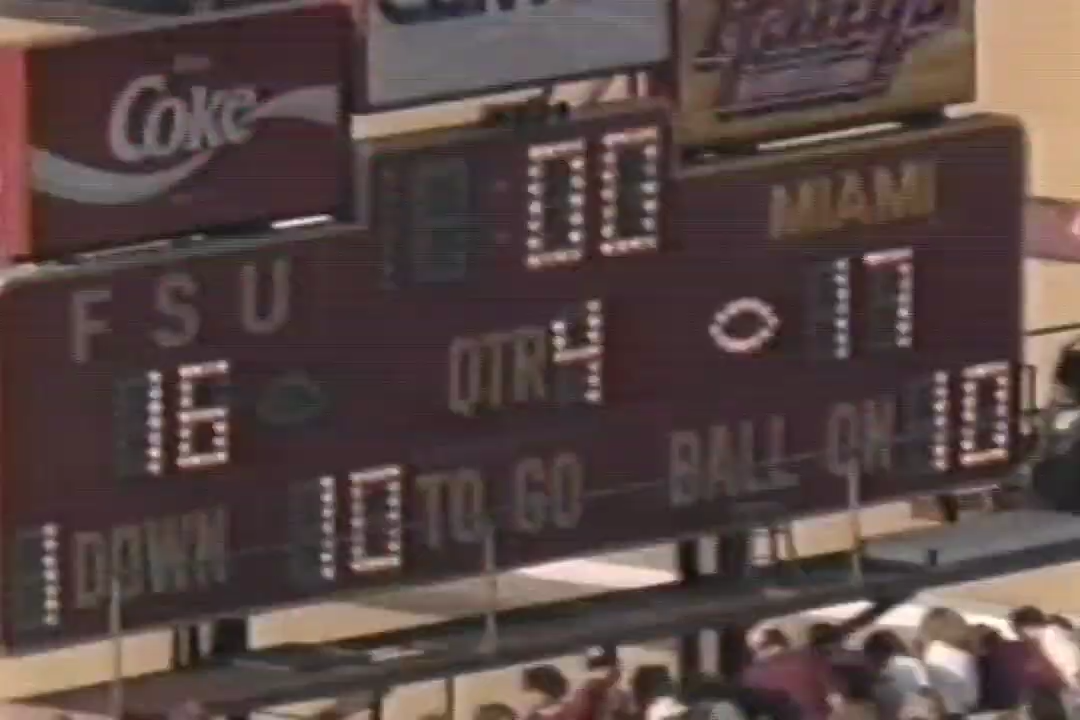 Coke
:00
MIAMI
FSU
17
QTR 4
16
BALL ON 10
10 TO GO
1 DOWN